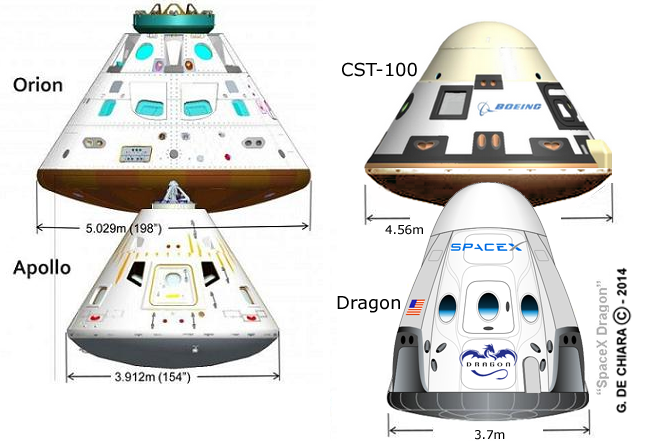 Orion
5.029m (198”)
Apollo
3.912m (154”)
CST-100
BOEING
4.56m
SPACEX
Dragon
DRAGON
3.7m
“SpaceX Dragon”
G. DE CHIARA © - 2014